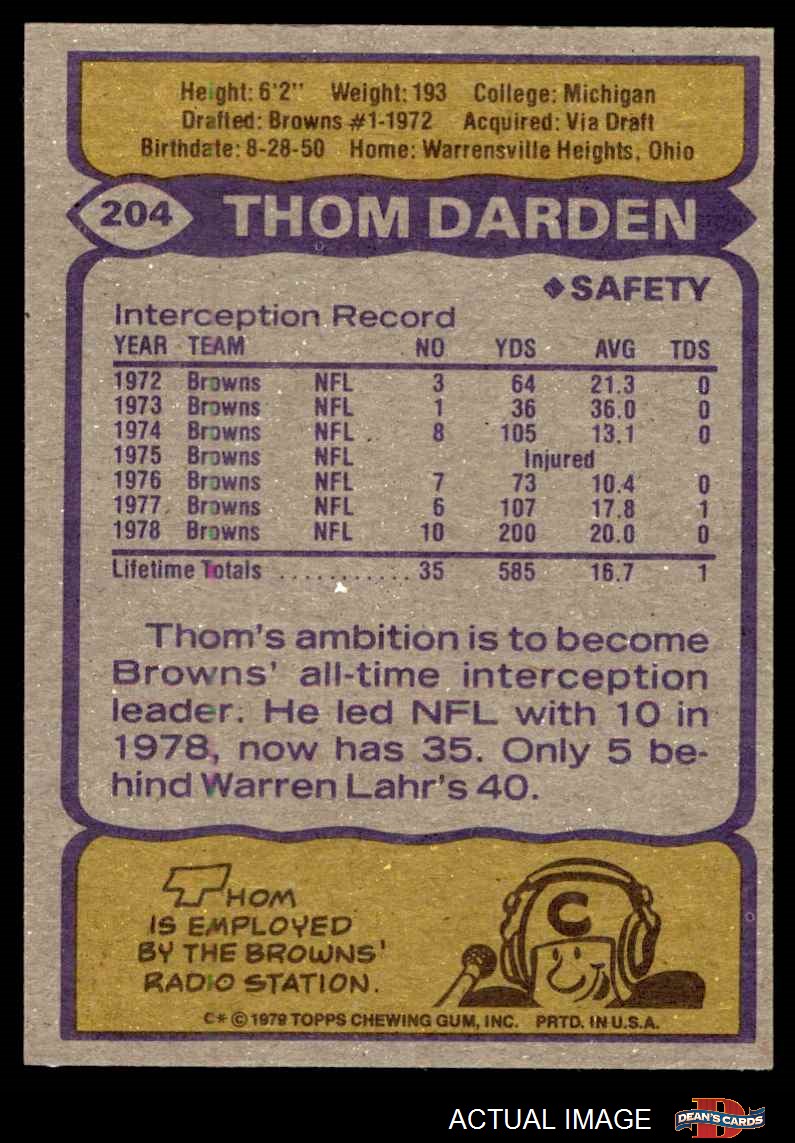 Height: 6'2" Weight: 193 College: Michigan
Drafted: Browns #1-1972 Acquired: Via Draft
Birthdate: 8-28-50 Home: Warrensville Heights, Ohio
204 THOM DARDEN
◆SAFETY
Interception Record
YEAR TEAM NO YDS AVG TDS
1972 Browns NFL 3 64 21.3 0
1973 Browns NFL 1 36 36.0 0
1974 Browns NFL .. 8 105 13.1 0
1975 Browns NFL Injured
1976 Browns NFL 7 73 10.4 0
1977 Browns NFL 6 107 17.8 1
1978 Browns NFL 10 200 20.0 0
Lifetime Totals ........... 35 585 16.7 1
Thom's ambition is to become
Browns' all-time interception
leader. He led NFL with 10 in
1978, now has 35. Only 5 be-
hind Warren Lahr's 40.
THOM
IS EMPLOYED
BY THE BROWNS'
RADIO STATION.
C
C* © 1979 TOPPS CHEWING GUM, INC. PRTD. IN U.S.A.
ACTUAL IMAGE
D
DEAN'S CARDS